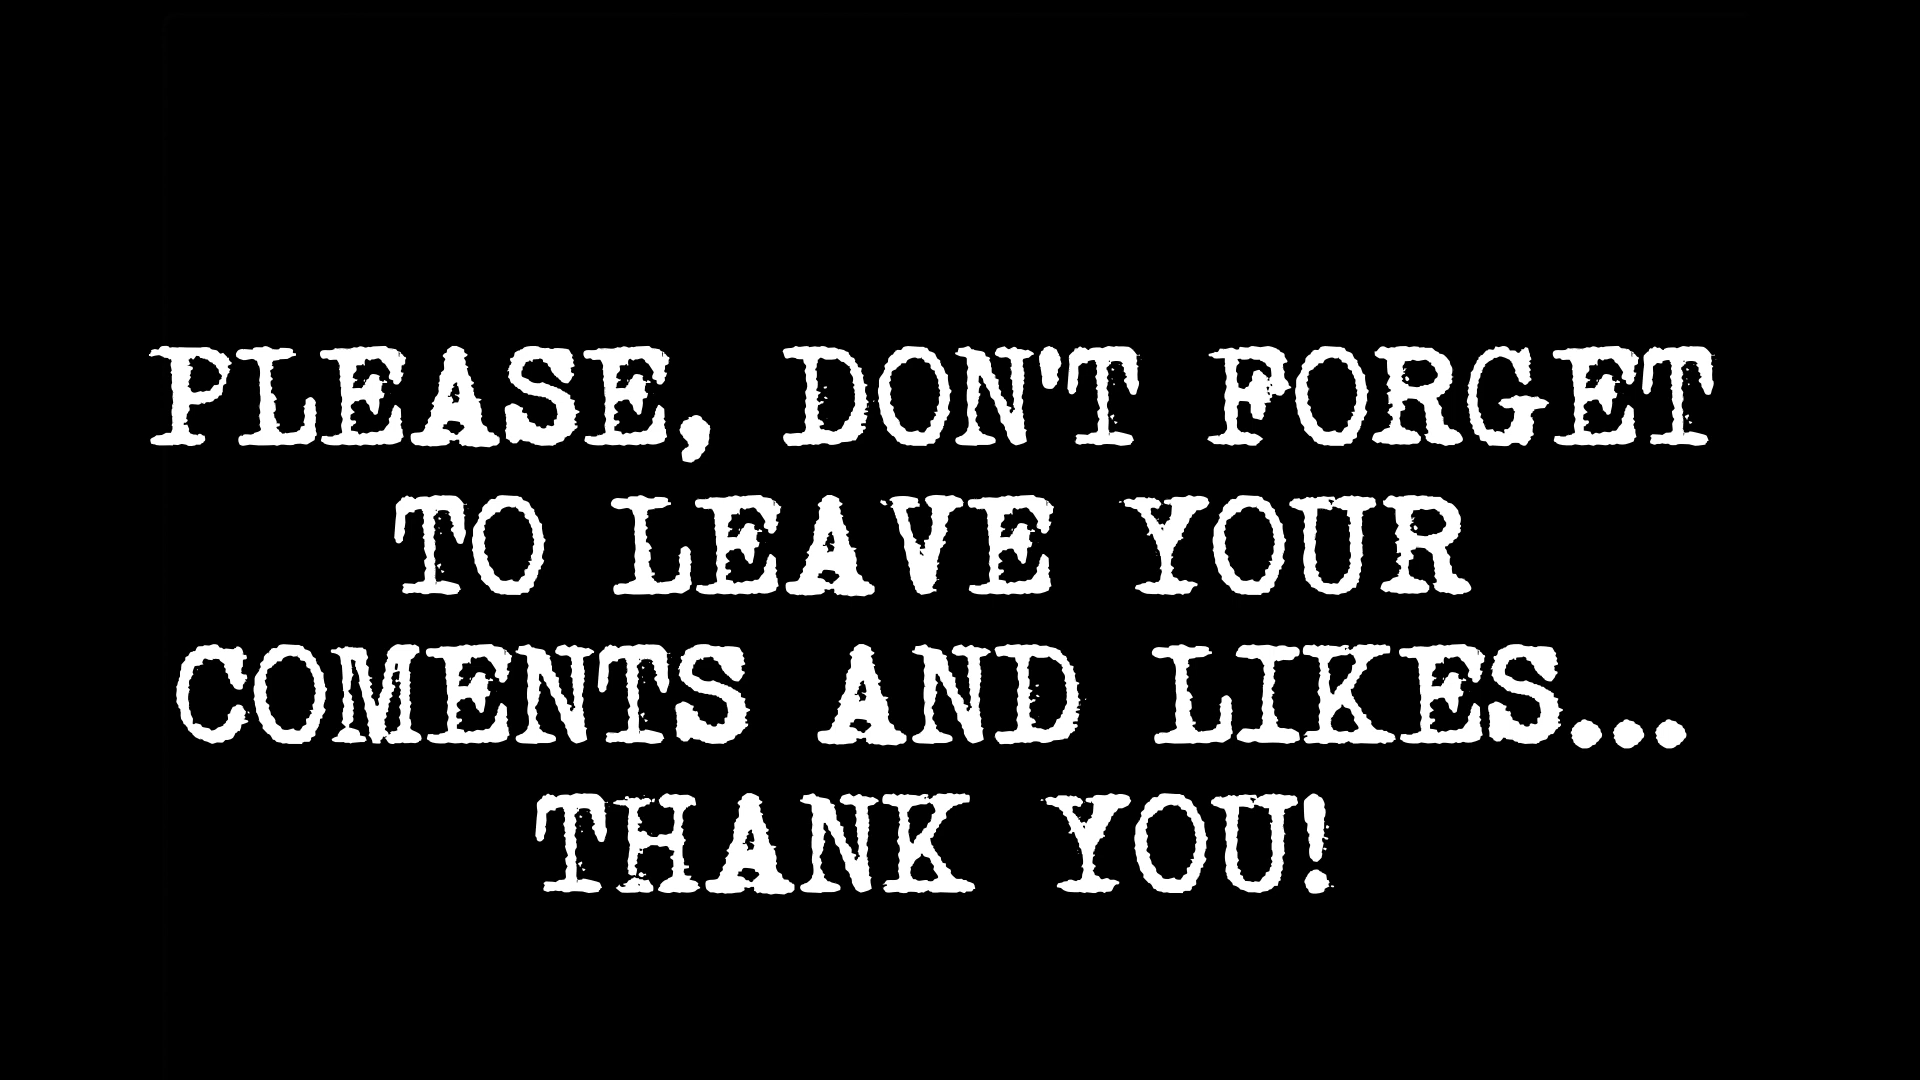 PLEASE, DON'T FORGET
TO LEAVE YOUR
COMENTS AND LIKES...
THANK YOU!